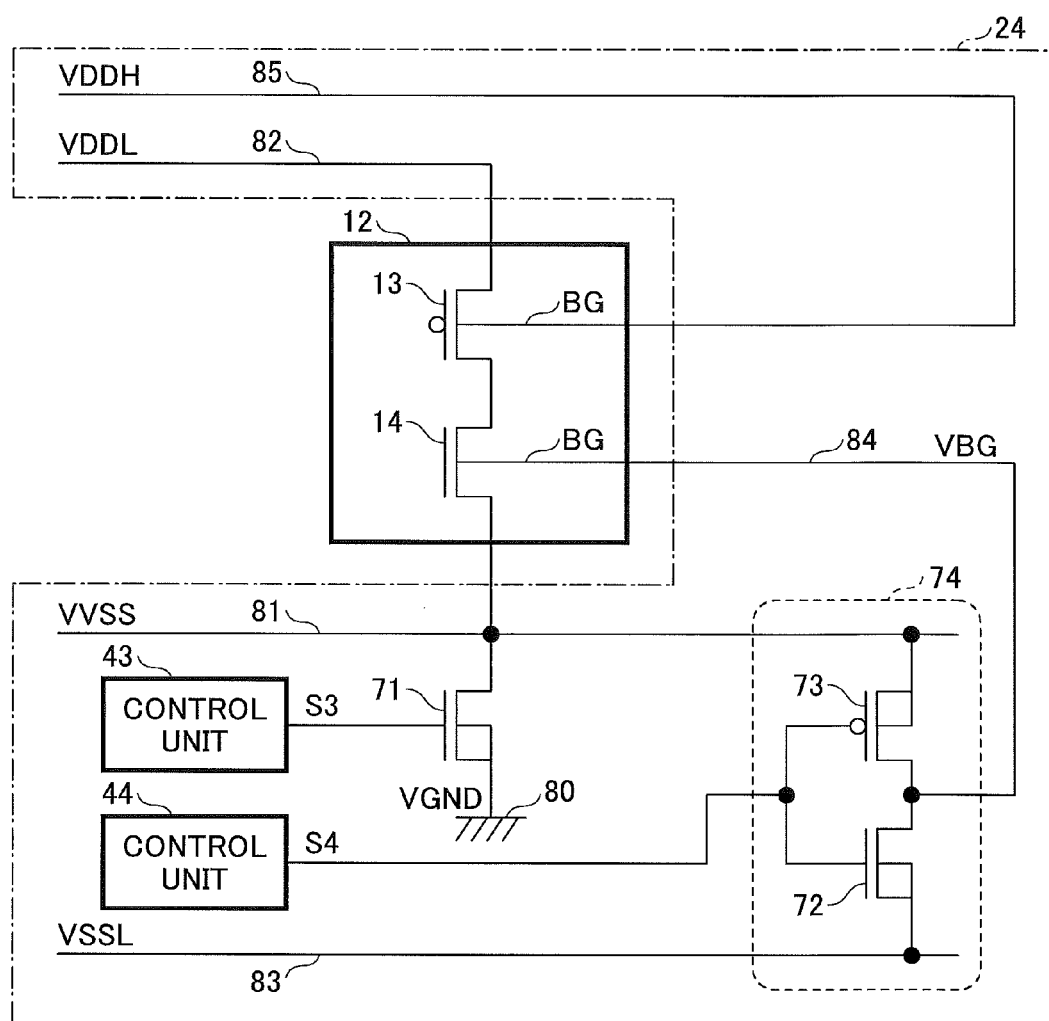 24
VDDH
85
VDDL
82
12
13
BG
14
BG
84
VBG
74
VVSS
81
43
CONTROL
UNIT
S3
71
73
VGND
80
44
CONTROL
UNIT
S4
72
VSSL
83